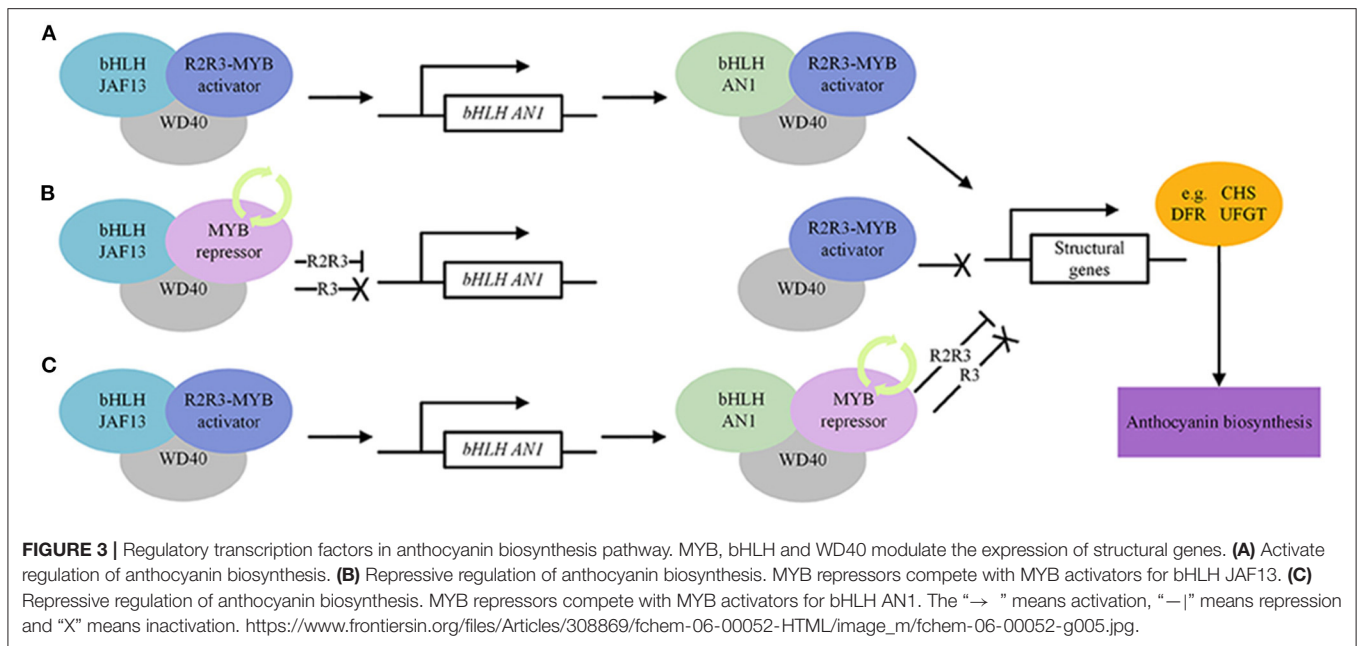 A
bHLH
JAF13
R2R3-MYB
activator
WD40
bHLH AN1
bHLH
AN1
R2R3-MYB
activator
WD40
B
bHLH
JAF13
MYB
repressor
WD40
R2R3
R3
bHLH AN1
R2R3-MYB
activator
WD40
Structural
genes
e.g. CHS
DFR UFGT
C
bHLH
JAF13
R2R3-MYB
activator
WD40
bHLH AN1
bHLH
AN1
MYB
repressor
WD40
R2R3
R3
Anthocyanin biosynthesis
FIGURE 3 | Regulatory transcription factors in anthocyanin biosynthesis pathway. MYB, bHLH and WD40 modulate the expression of structural genes. (A) Activate
regulation of anthocyanin biosynthesis. (B) Repressive regulation of anthocyanin biosynthesis. MYB repressors compete with MYB activators for bHLH JAF13. (C)
Repressive regulation of anthocyanin biosynthesis. MYB repressors compete with MYB activators for bHLH AN1. The “→ ” means activation, “—|” means repression
and “X” means inactivation. https://www.frontiersin.org/files/Articles/308869/fchem-06-00052-HTML/image_m/fchem-06-00052-g005.jpg.